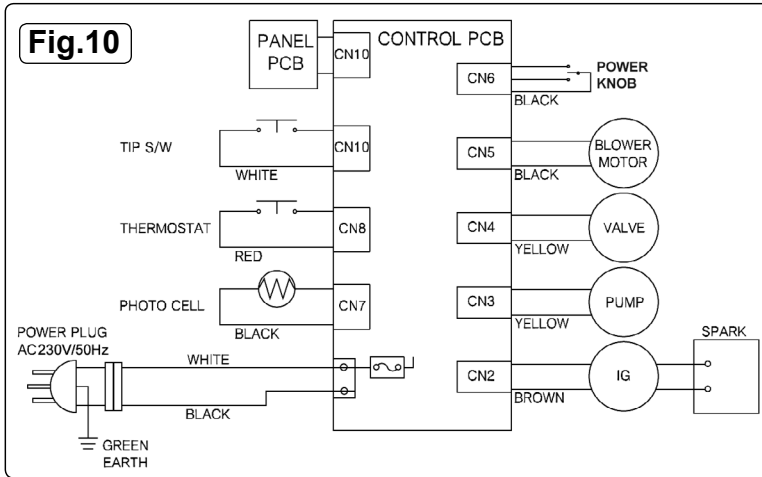 Fig.10
PANEL
PCB
CN10
CONTROL PCB
CN6
POWER
KNOB
BLACK
TIP S/W
CN10
WHITE
CN5
BLOWER
MOTOR
BLACK
THERMOSTAT
CN8
RED
CN4
VALVE
YELLOW
PHOTO CELL
CN7
BLACK
CN3
PUMP
YELLOW
POWER PLUG
AC230V/50Hz
WHITE
BLACK
GREEN
EARTH
CN2
IG
BROWN
SPARK